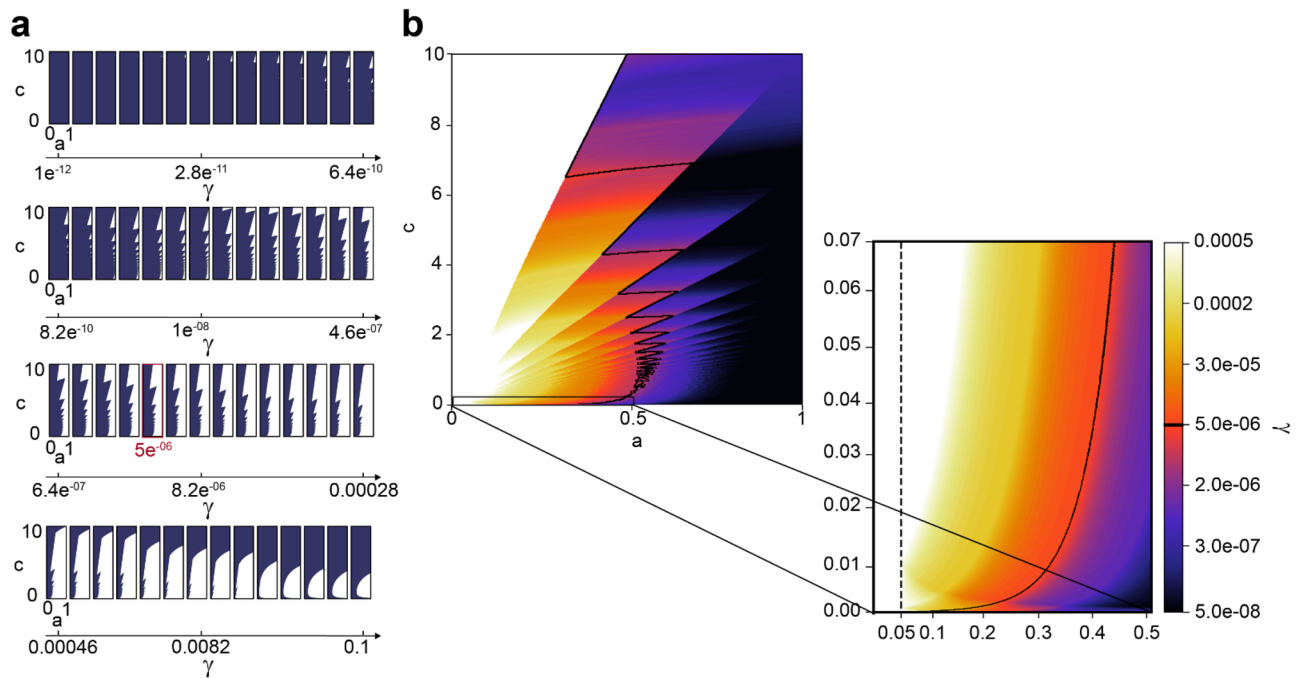 a
10
c
0
0 a 1
1e-12 2.8e-11 6.4e-10
γ
10
c
0
0 a 1
8.2e-10 1e-08 4.6e-07
γ
10
c
0
0 a 1
5e-06
6.4e-07 8.2e-06 0.00028
γ
10
c
0
0 a 1
0.00046 0.0082 0.1
γ
b
10
8
6
c
4
2
0
0 0.5 1
a
0.07
0.06
0.05
0.04
0.03
0.02
0.01
0.00
0.05 0.1 0.2 0.3 0.4 0.5
0.0005
0.0002
3.0e-05
5.0e-06
2.0e-06
3.0e-07
5.0e-08
γ